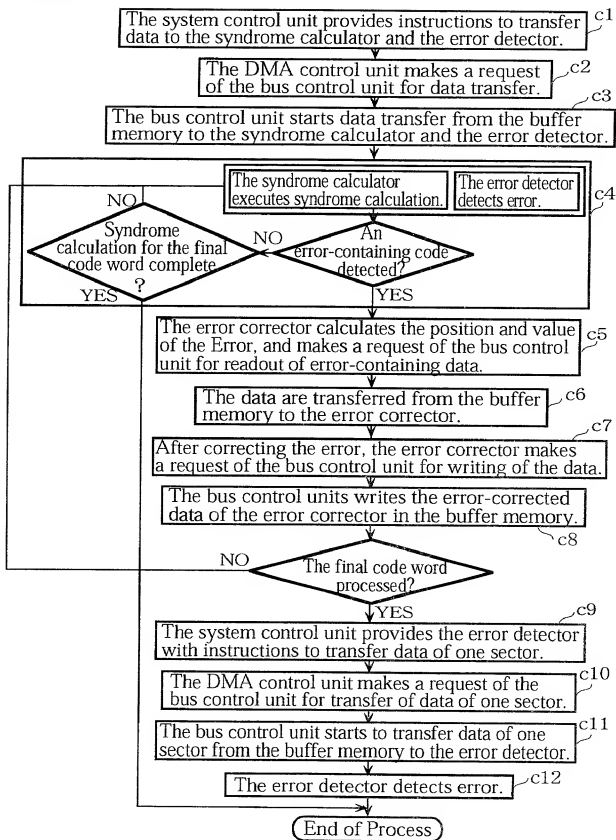 The system control unit provides instructions to transfer
data to the syndrome calculator and the error detector.
c1
The DMA control unit makes a request
of the bus control unit for data transfer.
c2
The bus control unit starts data transfer from the buffer
memory to the syndrome calculator and the error detector.
c3
The syndrome calculator
executes syndrome calculation.
The error detector
detects error.
c4
An
error-containing code
detected?
NO
YES
Syndrome
calculation for the final
code word complete
?
NO
YES
The error corrector calculates the position and value
of the Error, and makes a request of the bus control
unit for readout of error-containing data.
c5
The data are transferred from the buffer
memory to the error corrector.
c6
After correcting the error, the error corrector makes
a request of the bus control unit for writing of the data.
c7
The bus control units writes the error-corrected
data of the error corrector in the buffer memory.
c8
The final code word
processed?
NO
YES
The system control unit provides the error detector
with instructions to transfer data of one sector.
c9
The DMA control unit makes a request of the
bus control unit for transfer of data of one sector.
c10
The bus control unit starts to transfer data of one
sector from the buffer memory to the error detector.
c11
The error detector detects error.
c12
End of Process